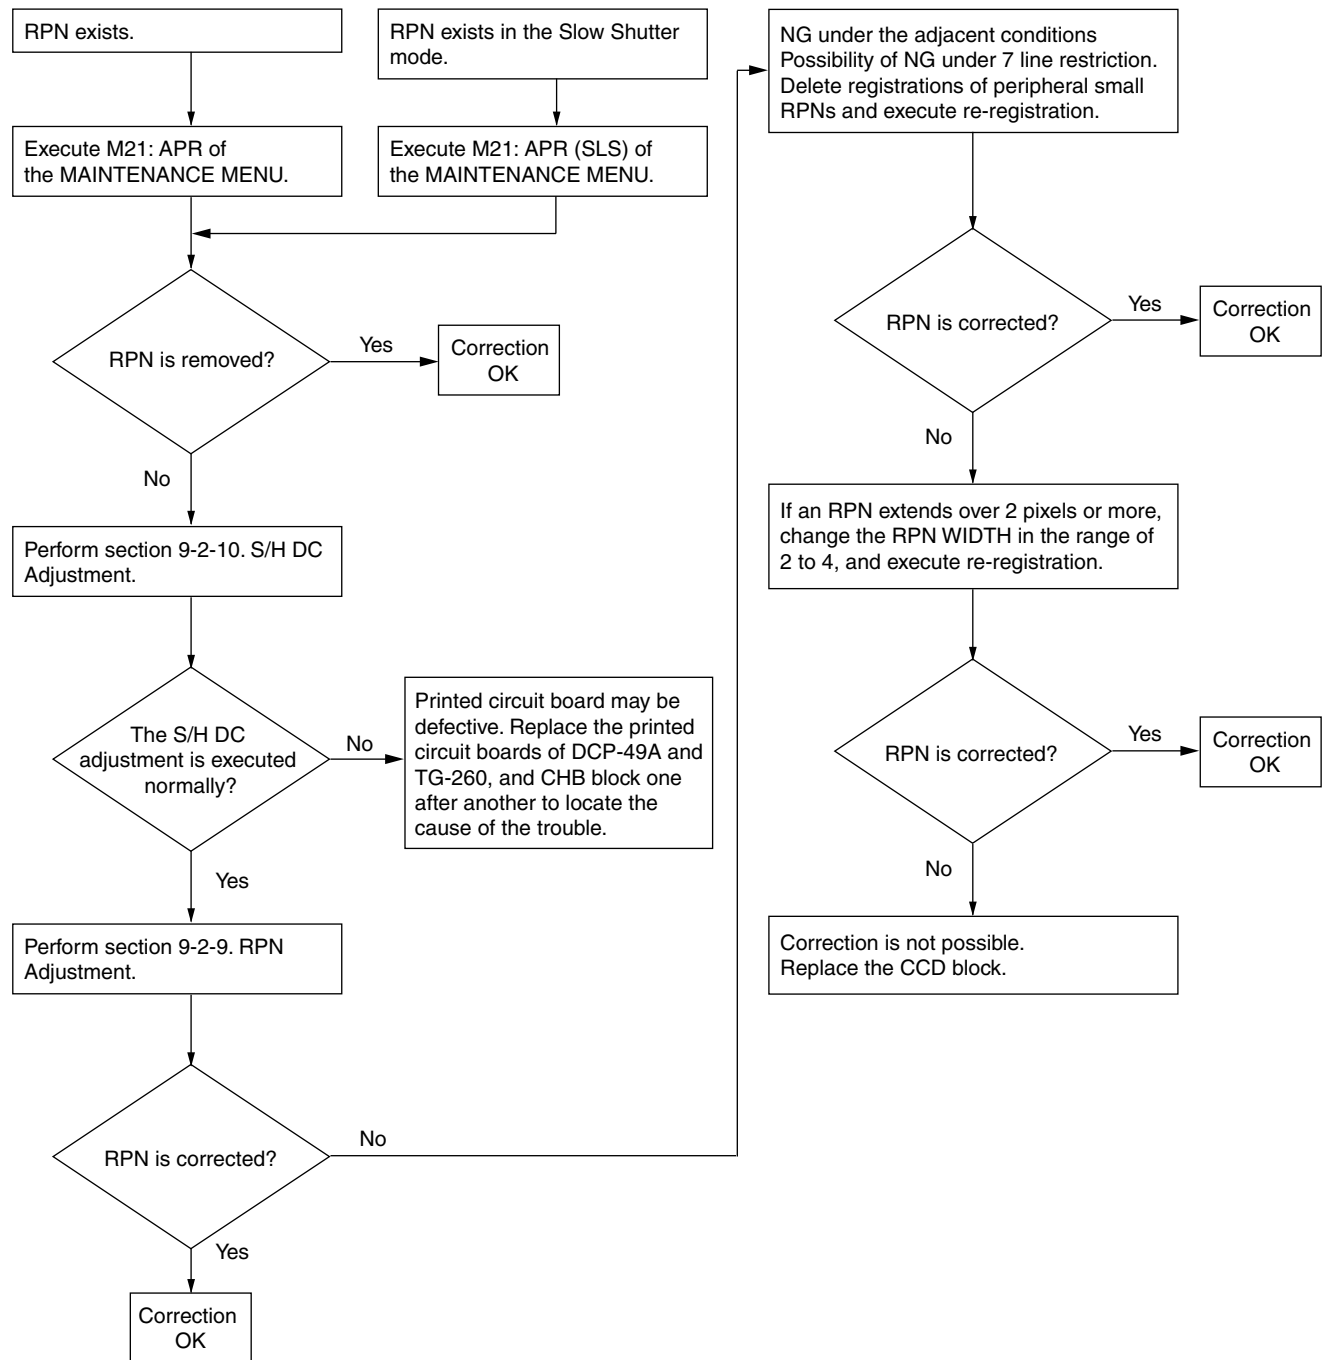 RPN exists.
RPN exists in the Slow Shutter
mode.
Execute M21: APR of
the MAINTENANCE MENU.
Execute M21: APR (SLS) of
the MAINTENANCE MENU.
RPN is removed?
Yes
Correction
OK
No
Perform section 9-2-10. S/H DC
Adjustment.
The S/H DC
adjustment is executed
normally?
No
Printed circuit board may be
defective. Replace the printed
circuit boards of DCP-49A and
TG-260, and CHB block one
after another to locate the
cause of the trouble.
Yes
Perform section 9-2-9. RPN
Adjustment.
RPN is corrected?
No
Yes
Correction
OK
NG under the adjacent conditions
Possibility of NG under 7 line restriction.
Delete registrations of peripheral small
RPNs and execute re-registration.
RPN is corrected?
Yes
Correction
OK
No
If an RPN extends over 2 pixels or more,
change the RPN WIDTH in the range of
2 to 4, and execute re-registration.
RPN is corrected?
Yes
Correction
OK
No
Correction is not possible.
Replace the CCD block.